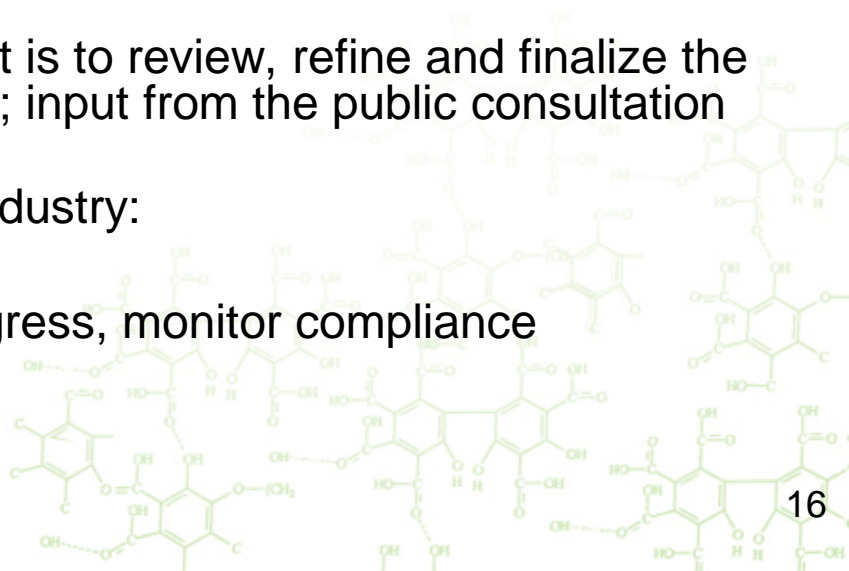 t is to review, refine and finalize the
; input from the public consultation
dustry:
gress, monitor compliance
16